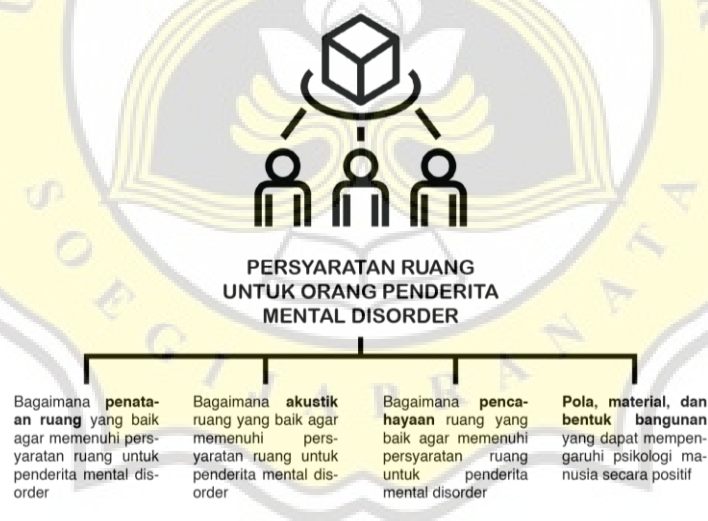 PERSYARATAN RUANG
UNTUK ORANG PENDERITA
MENTAL DISORDER
Bagaimana penata-
an ruang yang baik
agar memenuhi pers-
yaratan ruang untuk
penderita mental dis-
order
Bagaimana akustik
ruang yang baik agar
memenuhi pers-
yaratan ruang untuk
penderita mental dis-
order
Bagaimana penca-
hayaan ruang yang
baik agar memenuhi
persyaratan ruang
untuk penderita
mental disorder
Pola, material, dan
bentuk bangunan
yang dapat mempen-
garuhi psikologi ma-
nusia secara positif
SOEGIJAPRANATA